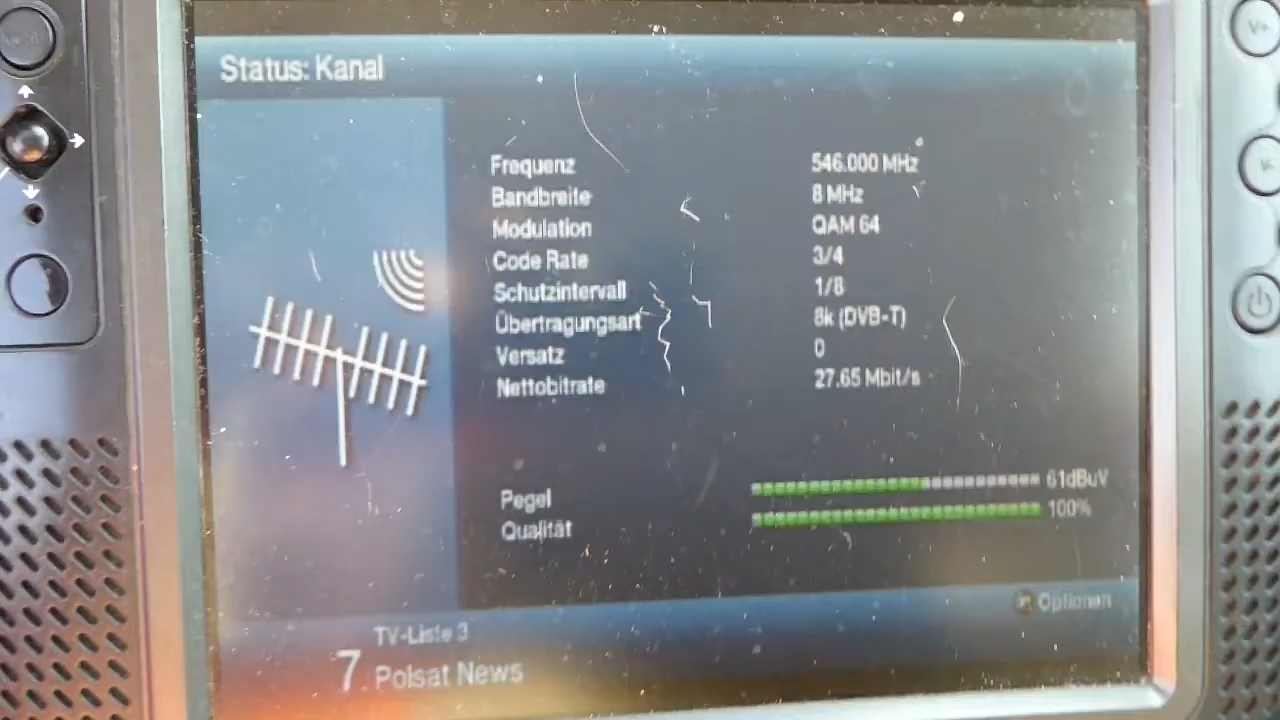 Status: Kanal
Frequenz 546.000 MHz
Bandbreite 8 MHz
Modulation QAM 64
Code Rate 3/4
Schutzintervall 1/8
Übertragungsart 8k (DVB-T)
Versatz 0
Nettobitrate 27.65 Mbit/s
Pegel 61dBuV
Qualität 100%
Optionen
TV-Liste 3
7 Polsat News
V+
V-